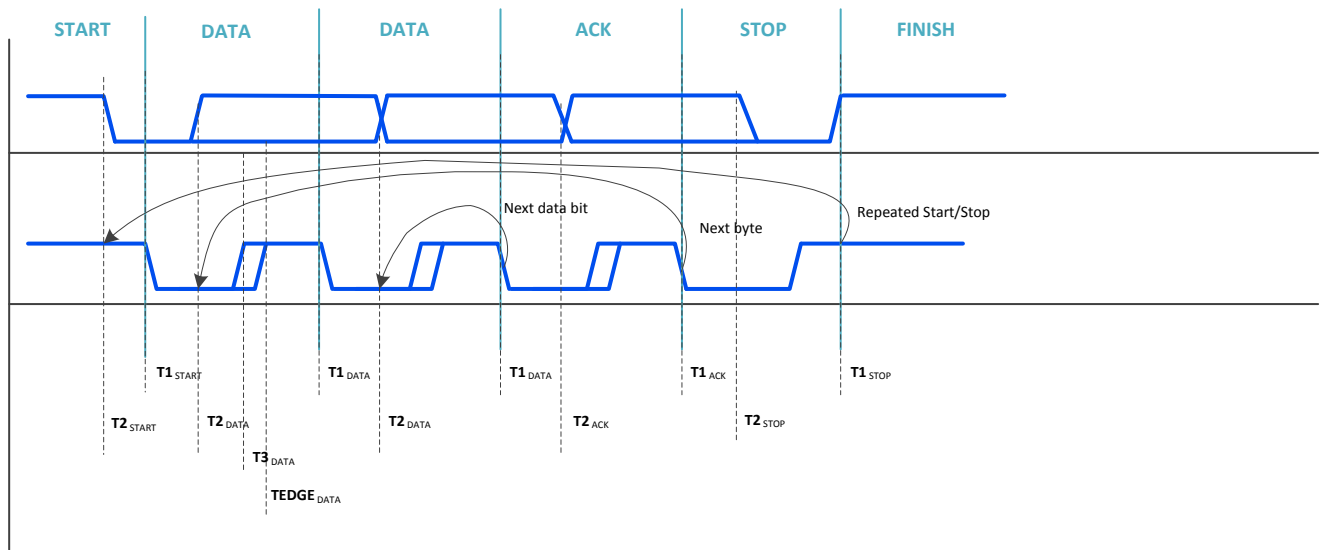 START DATA DATA ACK STOP FINISH
Next data bit
Repeated Start/Stop
Next byte
T1 START T1 DATA T1 DATA T1 ACK T1 STOP
T2 START T2 DATA T2 DATA T2 ACK T2 STOP
T3 DATA
TEDGE DATA